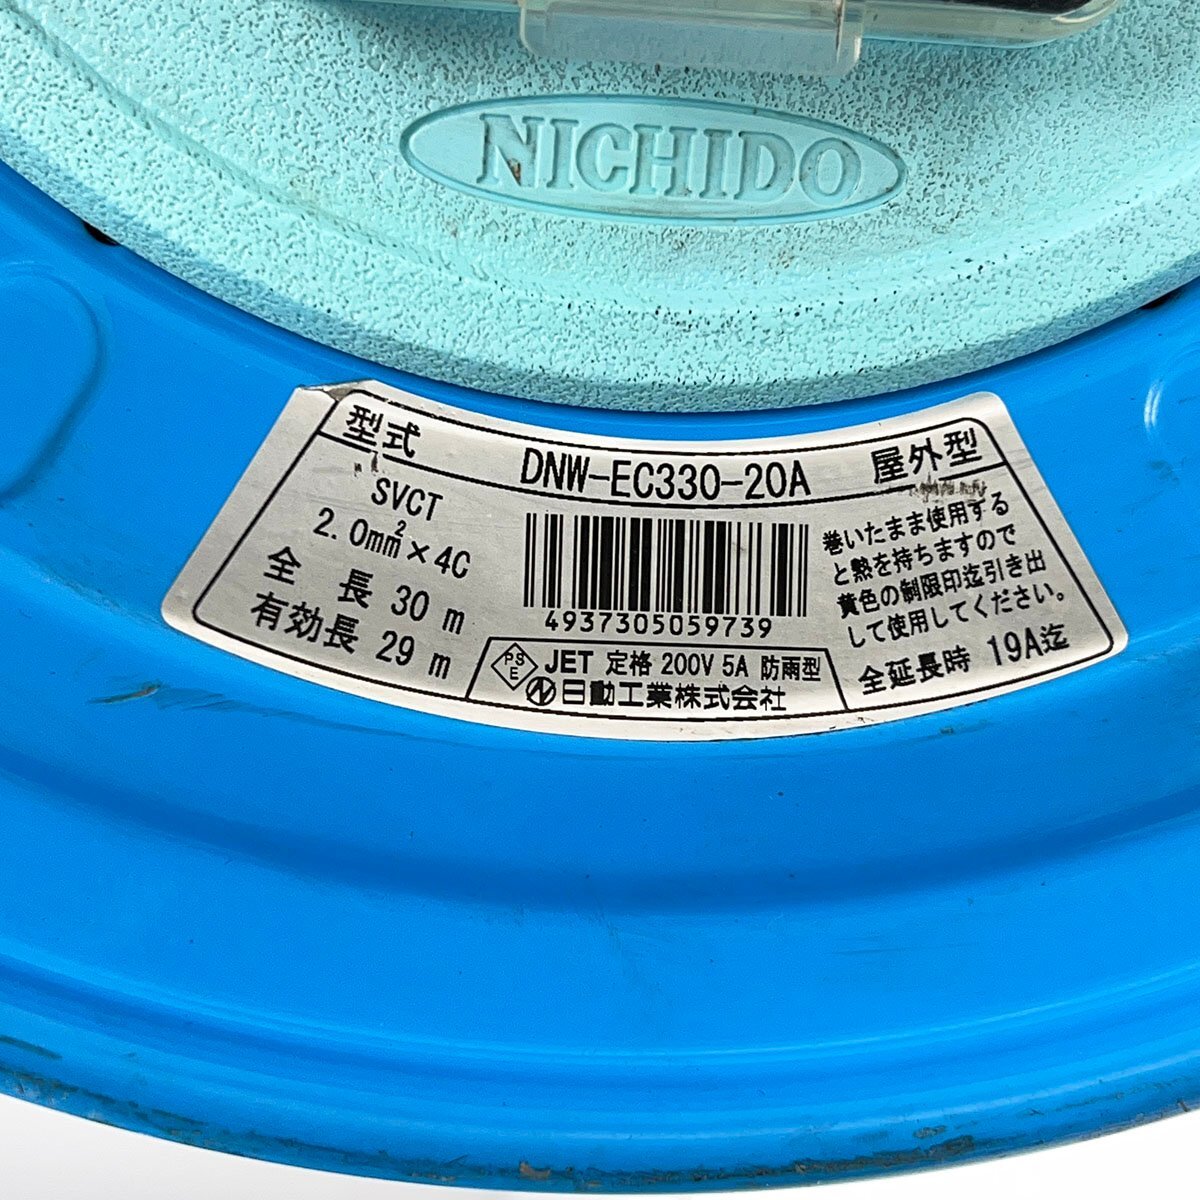 NICHIDO
型式 DNW-EC330-20A 屋外型
SVCT
2.0mm²×4C
全 長 30 m
有効長 29 m
4937305059739
PSE JET 定格 200V 5A 防雨型
日動工業株式会社
巻いたまま使用する
と熱を持ちますので
黄色の制限印迄引き出
して使用してください。
全延長時 19A迄